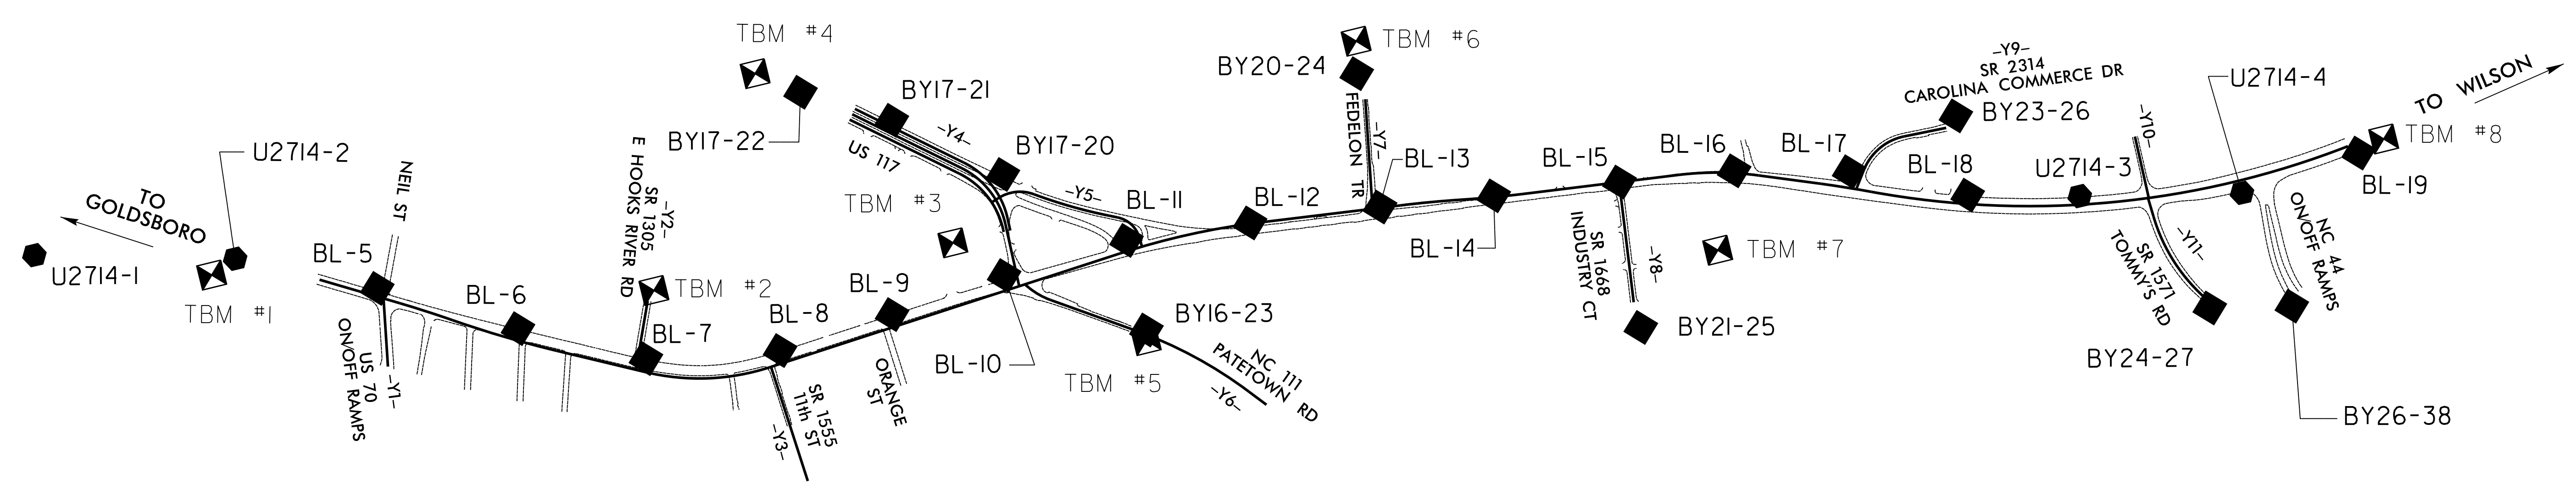 TBM #4
BY17-22
BY17-21
-Y4-
US 117
BY17-20
TBM #3
-Y5-
BL-11
TBM #6
BY20-24
FEDELON TR
-Y7-
BL-12
BL-13
BL-14
BL-15
BL-16
BL-17
-Y9-
SR 2314
CAROLINA COMMERCE DR
BY23-26
BL-18
U2714-3
-Y10-
U2714-4
TO WILSON
TBM #8
BL-19
U2714-2
TO
GOLDSBORO
U2714-1
TBM #1
NEIL ST
BL-5
US 70
ON/OFF RAMPS
-Y1-
BL-6
-Y2-
SR 1305
E HOOKS RIVER RD
TBM #2
BL-7
BL-8
SR 1555
11th ST
-Y3-
BL-9
ORANGE
ST
BL-10
BY16-23
TBM #5
NC 111
PATETOWN RD
-Y6-
SR 1668
INDUSTRY CT
-Y8-
BY21-25
TBM #7
-Y11-
SR 1571
TOMMY'S RD
BY24-27
NC 44
ON/OFF RAMPS
BY26-38